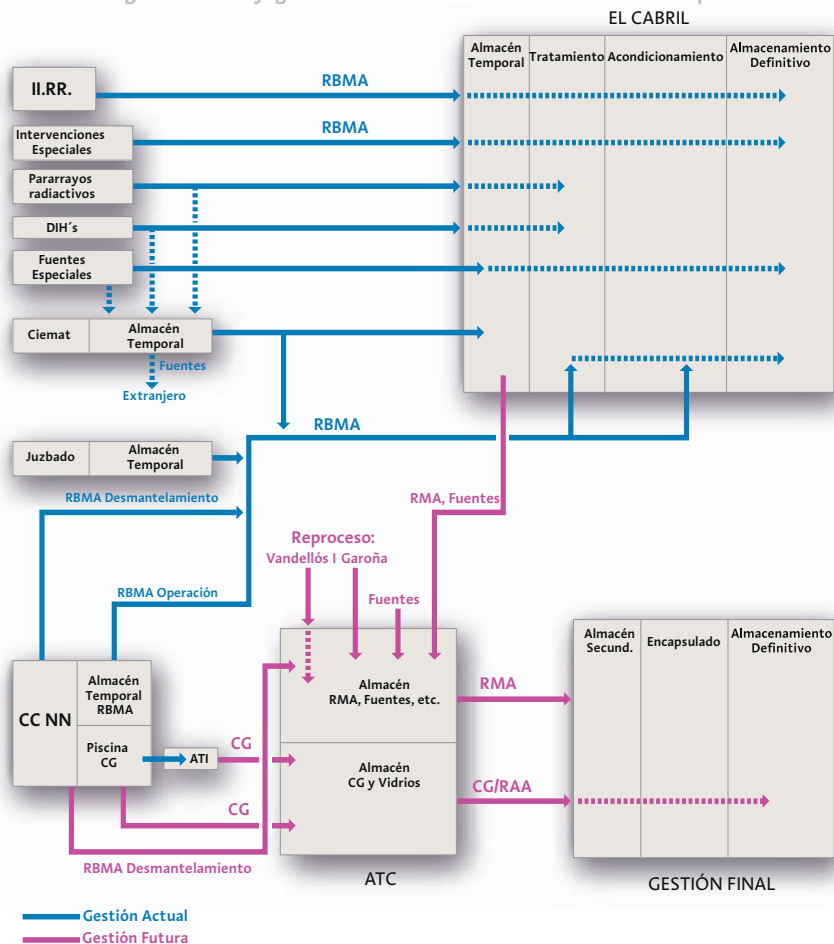 EL CABRIL
Almacén
Temporal
Tratamiento
Acondicionamiento
Almacenamiento
Definitivo
II.RR.
RBMA
Intervenciones
Especiales
RBMA
Pararrayos
radiactivos
DIH´s
Fuentes
Especiales
Ciemat
Almacén
Temporal
Fuentes
Extranjero
RBMA
Juzbado
Almacén
Temporal
RBMA Desmantelamiento
RMA, Fuentes
Reproceso:
Vandellós I Garoña
RBMA Operación
Fuentes
CC NN
Almacén
Temporal
RBMA
Piscina
CG
ATI
CG
CG
RBMA Desmantelamiento
Almacén
RMA, Fuentes, etc.
Almacén
CG y Vidrios
ATC
RMA
CG/RAA
Almacén
Secund.
Encapsulado
Almacenamiento
Definitivo
GESTIÓN FINAL
Gestión Actual
Gestión Futura